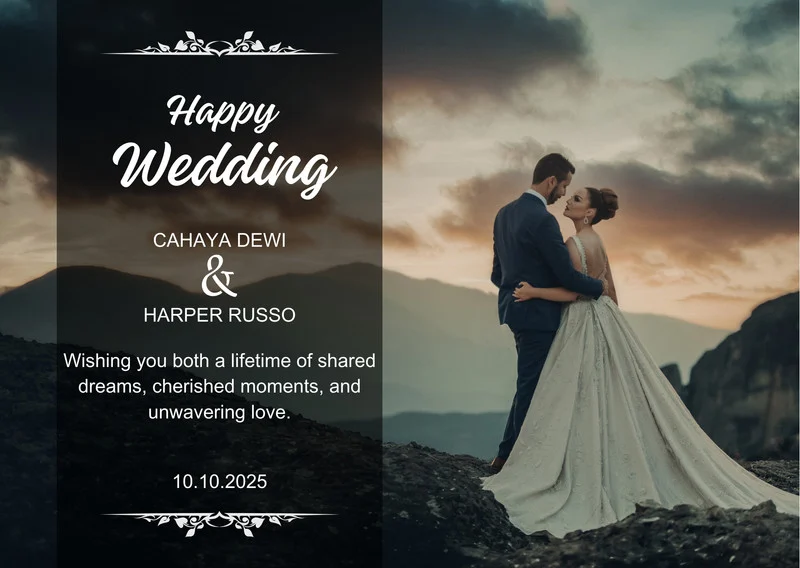 Happy
Wedding
CAHAYA DEWI
&
HARPER RUSSO
Wishing you both a lifetime of shared
dreams, cherished moments, and
unwavering love.
10.10.2025